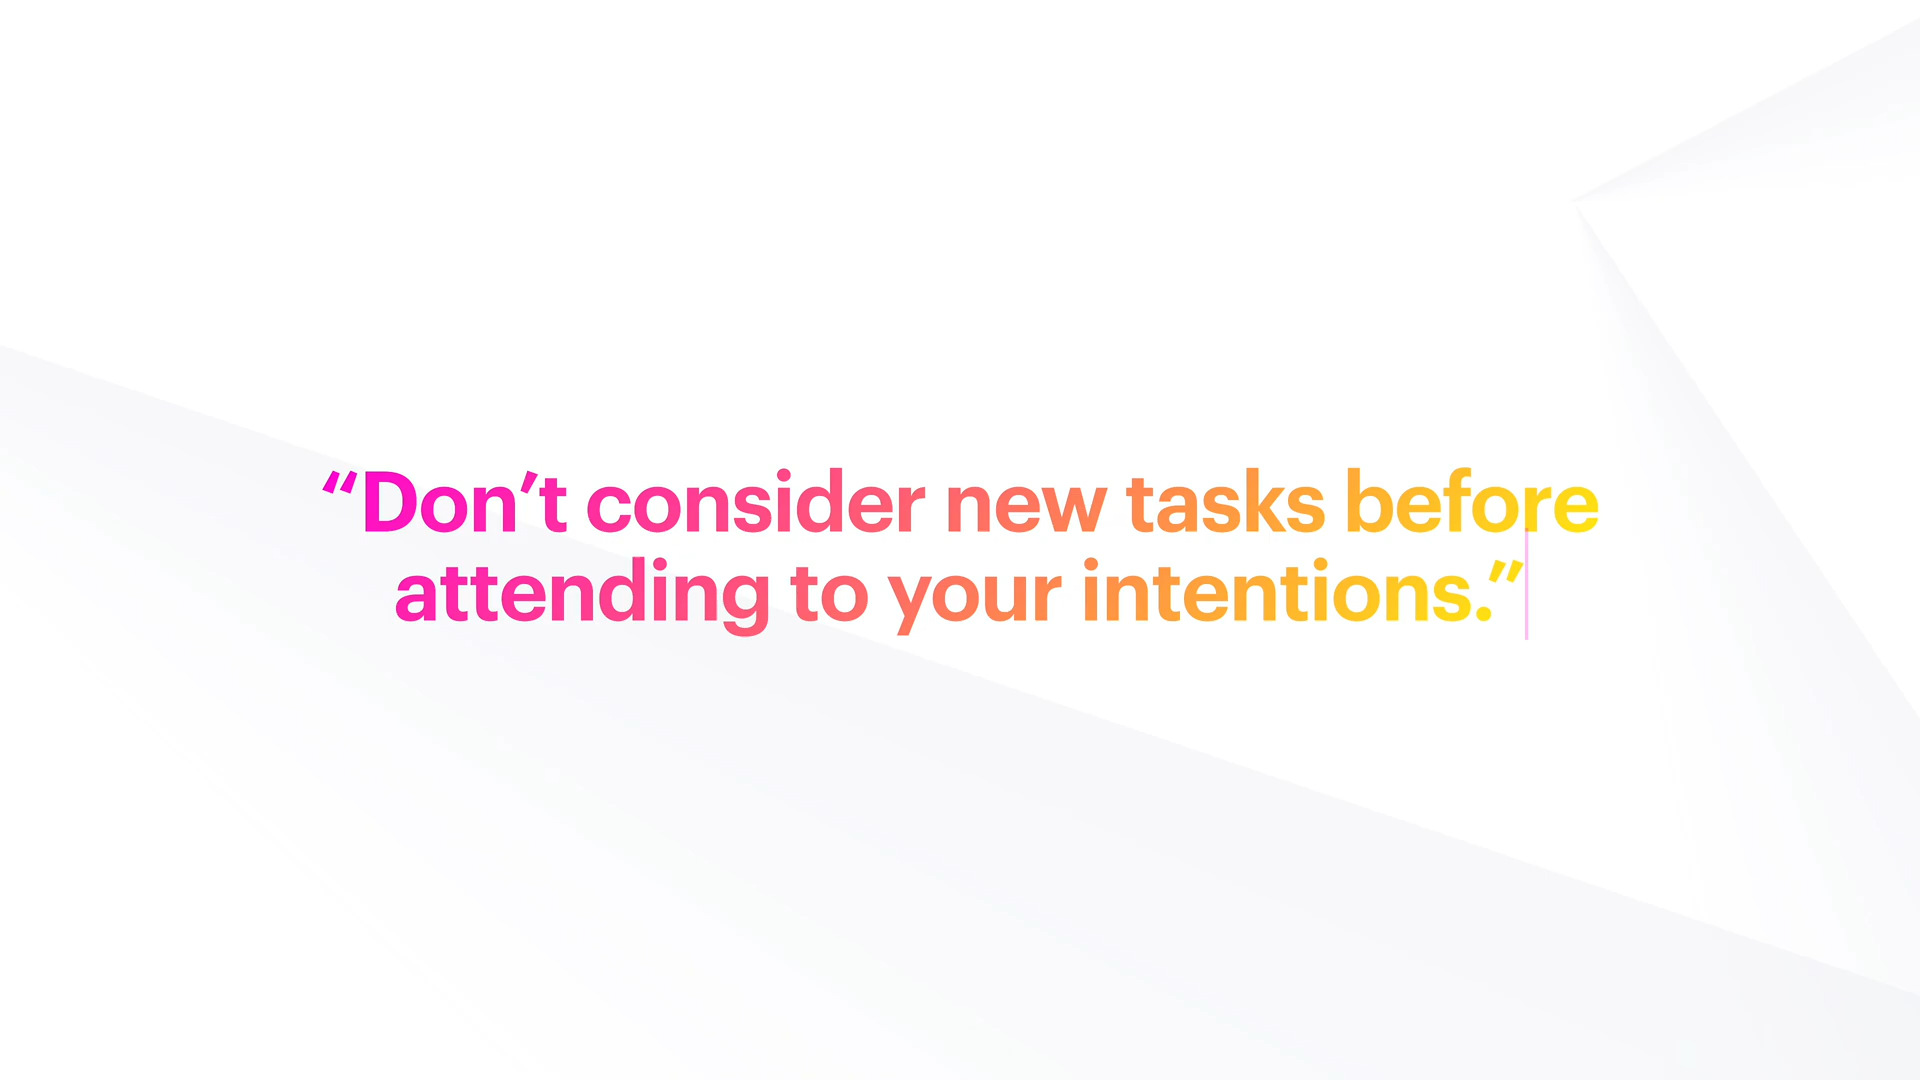 “Don’t consider new tasks before
attending to your intentions.”